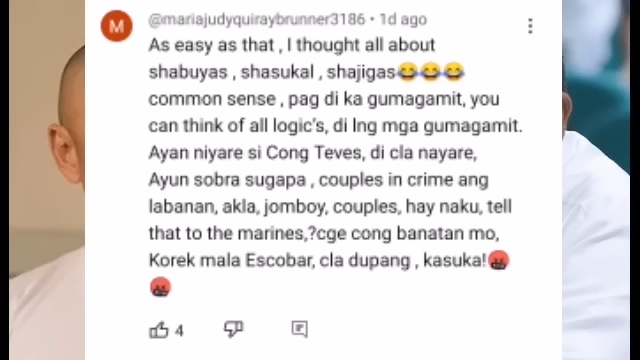 M
@mariajudyquiraybrunner3186 • 1d ago
As easy as that , I thought all about
shabuyas , shasukal , shajigas😂😂😂
common sense , pag di ka gumagamit, you
can think of all logic's, di lng mga gumagamit.
Ayan niyare si Cong Teves, di cla nayare,
Ayun sobra sugapa , couples in crime ang
labanan, akla, jomboy, couples, hay naku, tell
that to the marines,?cge cong banatan mo,
Korek mala Escobar, cla dupang , kasuka!🤬
🤬
4